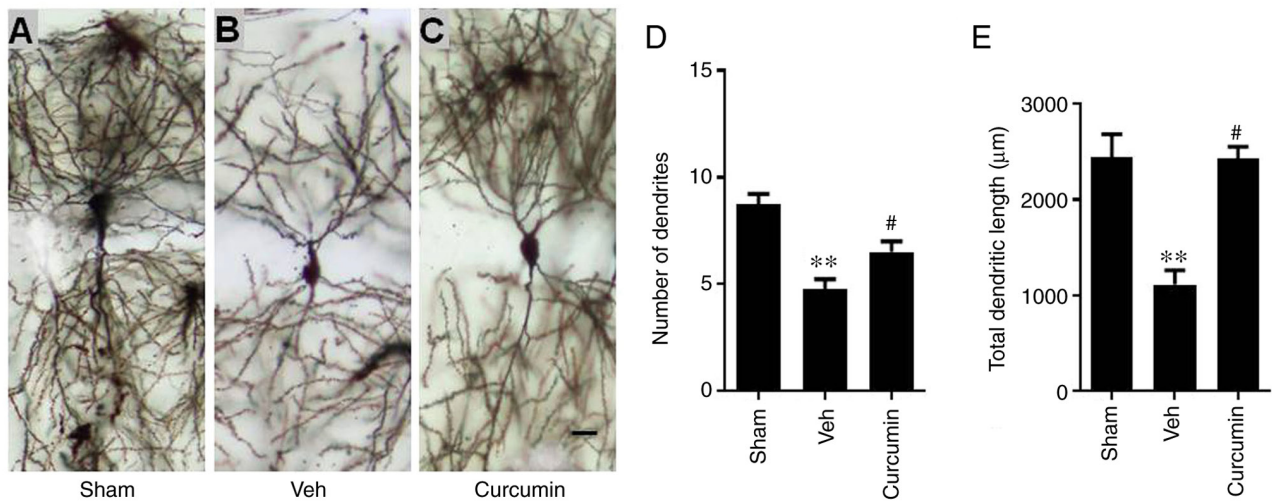 A
B
C
Sham
Veh
Curcumin
D
Number of dendrites
15
10
5
0
**
#
Sham
Veh
Curcumin
E
Total dendritic length (μm)
3000
2000
1000
0
**
#
Sham
Veh
Curcumin